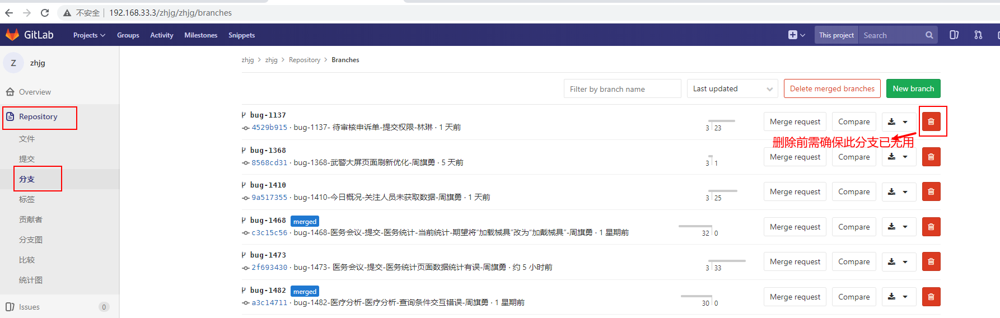 不安全 192.168.33.3/zhjg/zhjg/branches
GitLab Projects Groups Activity Milestones Snippets This project Search
Z zhjg
Overview
Repository
文件
提交
分支
标签
贡献者
分支图
比较
统计图
Issues 0
zhjg > zhjg > Repository > Branches
Filter by branch name Last updated Delete merged branches New branch
bug-1137
4529b915 · bug-1137- 待审核申诉单-提交权限-林琳 · 1 天前
3 23 Merge request Compare
删除前需确保此分支已无用
bug-1368
8568cd31 · bug-1368-武警大屏页面刷新优化-周旗勇 · 5 天前
3 1 Merge request Compare
bug-1410
9a517355 · bug-1410-今日概况-关注人员未获取数据-周旗勇 · 1 天前
3 25 Merge request Compare
bug-1468 merged
c3c15c56 · bug-1468-医务会议-提交-医务统计-当前统计-期望将“加载械具”改为“加戴械具”-周旗勇 · 1 星期前
32 0 Merge request Compare
bug-1473
2f693430 · bug-1473- 医务会议-提交-医务统计页面数据统计有误-周旗勇 · 约 5 小时前
3 33 Merge request Compare
bug-1482 merged
a3c14711 · bug-1482-医疗分析-医疗分析-查询条件交互错误-周旗勇 · 1 星期前
30 0 Merge request Compare